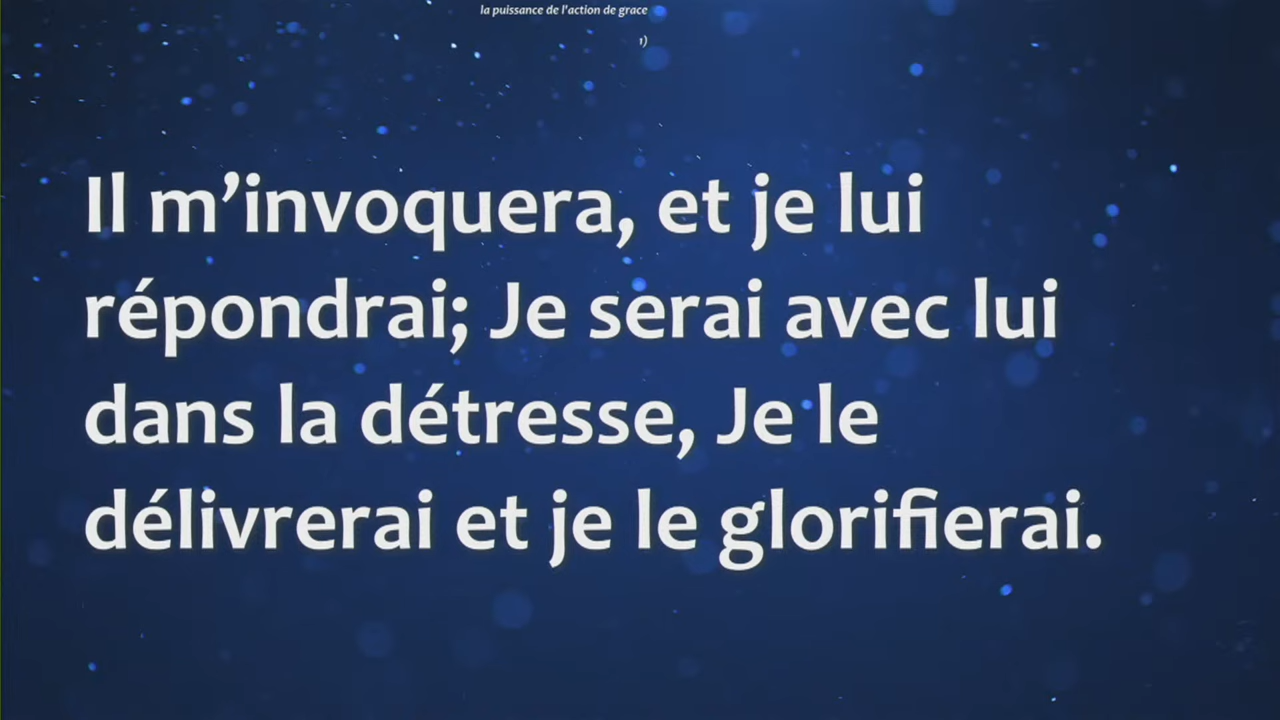 la puissance de l'action de grace
1)
Il m’invoquera, et je lui
répondrai; Je serai avec lui
dans la détresse, Je le
délivrerai et je le glorifierai.